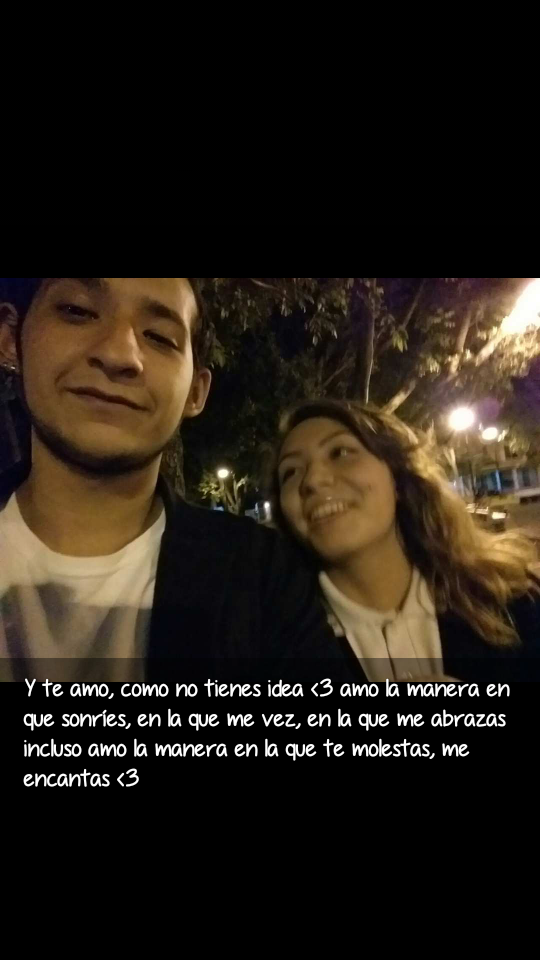 Y te amo, como no tienes idea <3 amo la manera en
que sonríes, en la que me vez, en la que me abrazas
incluso amo la manera en la que te molestas, me
encantas <3